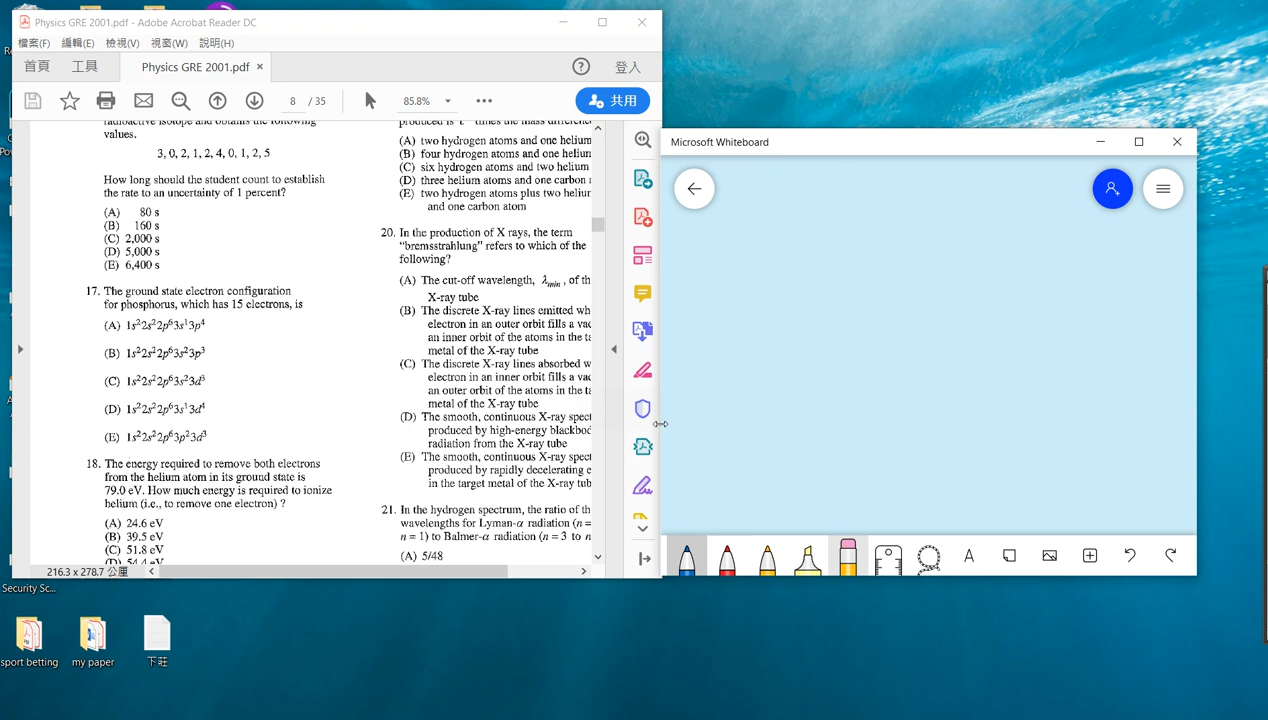 Physics GRE 2001.pdf - Adobe Acrobat Reader DC
檔案(F) 編輯(E) 檢視(V) 視窗(W) 說明(H)
首頁 工具 Physics GRE 2001.pdf × 登入
8 / 35 85.8% 共用
radioactive isotope and obtains the following
values.
3, 0, 2, 1, 2, 4, 0, 1, 2, 5
How long should the student count to establish
the rate to an uncertainty of 1 percent?
(A) 80 s
(B) 160 s
(C) 2,000 s
(D) 5,000 s
(E) 6,400 s
17. The ground state electron configuration
for phosphorus, which has 15 electrons, is
(A) 1s²2s²2p⁶3s¹3p⁴
(B) 1s²2s²2p⁶3s²3p³
(C) 1s²2s²2p⁶3s²3d³
(D) 1s²2s²2p⁶3s¹3d⁴
(E) 1s²2s²2p⁶3p²3d³
18. The energy required to remove both electrons
from the helium atom in its ground state is
79.0 eV. How much energy is required to ionize
helium (i.e., to remove one electron) ?
(A) 24.6 eV
(B) 39.5 eV
(C) 51.8 eV
(D) 54.4 eV
produced is times the mass difference
(A) two hydrogen atoms and one helium
(B) four hydrogen atoms and one helium
(C) six hydrogen atoms and two helium
(D) three helium atoms and one carbon
(E) two hydrogen atoms plus two
and one carbon atom
20. In the production of X rays, the term
“bremsstrahlung” refers to which of the
following?
(A) The cut-off wavelength, λmin, of th
X-ray tube
(B) The discrete X-ray lines emitted wh
electron in an outer orbit fills a vac
an inner orbit of the atoms in the ta
metal of the X-ray tube
(C) The discrete X-ray lines absorbed w
electron in an inner orbit fills a vac
an outer orbit of the atoms in the ta
metal of the X-ray tube
(D) The smooth, continuous X-ray spect
produced by high-energy blackbod
radiation from the X-ray tube
(E) The smooth, continuous X-ray spect
produced by rapidly decelerating e
in the target metal of the X-ray tub
21. In the hydrogen spectrum, the ratio of th
wavelengths for Lyman-α radiation (n =
n = 1) to Balmer-α radiation (n = 3 to n
(A) 5/48
216.3 x 278.7 公厘
Microsoft Whiteboard
A
Security Sc...
sport betting
my paper
下莊